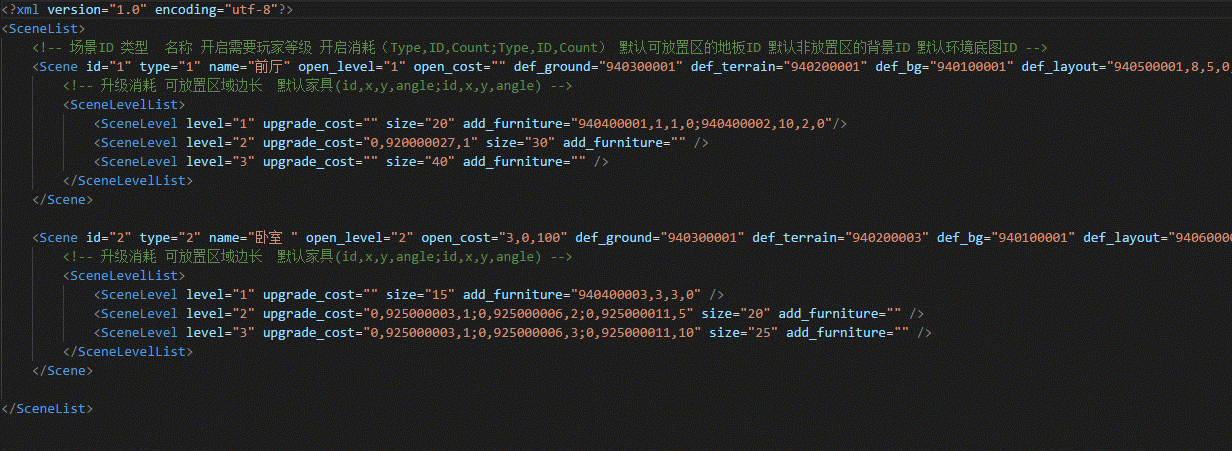 <?xml version="1.0" encoding="utf-8"?>
<SceneList>
<!-- 场景ID 类型 名称 开启需要玩家等级 开启消耗（Type,ID,Count;Type,ID,Count） 默认可放置区的地板ID 默认非放置区的背景ID 默认环境底图ID -->
<Scene id="1" type="1" name="前厅" open_level="1" open_cost="" def_ground="940300001" def_terrain="940200001" def_bg="940100001" def_layout="940500001,8,5,0
<!-- 升级消耗 可放置区域边长 默认家具(id,x,y,angle;id,x,y,angle) -->
<SceneLevelList>
<SceneLevel level="1" upgrade_cost="" size="20" add_furniture="940400001,1,1,0;940400002,10,2,0"/>
<SceneLevel level="2" upgrade_cost="0,920000027,1" size="30" add_furniture="" />
<SceneLevel level="3" upgrade_cost="" size="40" add_furniture="" />
</SceneLevelList>
</Scene>
<Scene id="2" type="2" name="卧室 " open_level="2" open_cost="3,0,100" def_ground="940300001" def_terrain="940200003" def_bg="940100001" def_layout="94060000
<!-- 升级消耗 可放置区域边长 默认家具(id,x,y,angle;id,x,y,angle) -->
<SceneLevelList>
<SceneLevel level="1" upgrade_cost="" size="15" add_furniture="940400003,3,3,0" />
<SceneLevel level="2" upgrade_cost="0,925000003,1;0,925000006,2;0,925000011,5" size="20" add_furniture="" />
<SceneLevel level="3" upgrade_cost="0,925000003,1;0,925000006,3;0,925000011,10" size="25" add_furniture="" />
</SceneLevelList>
</Scene>
</SceneList>